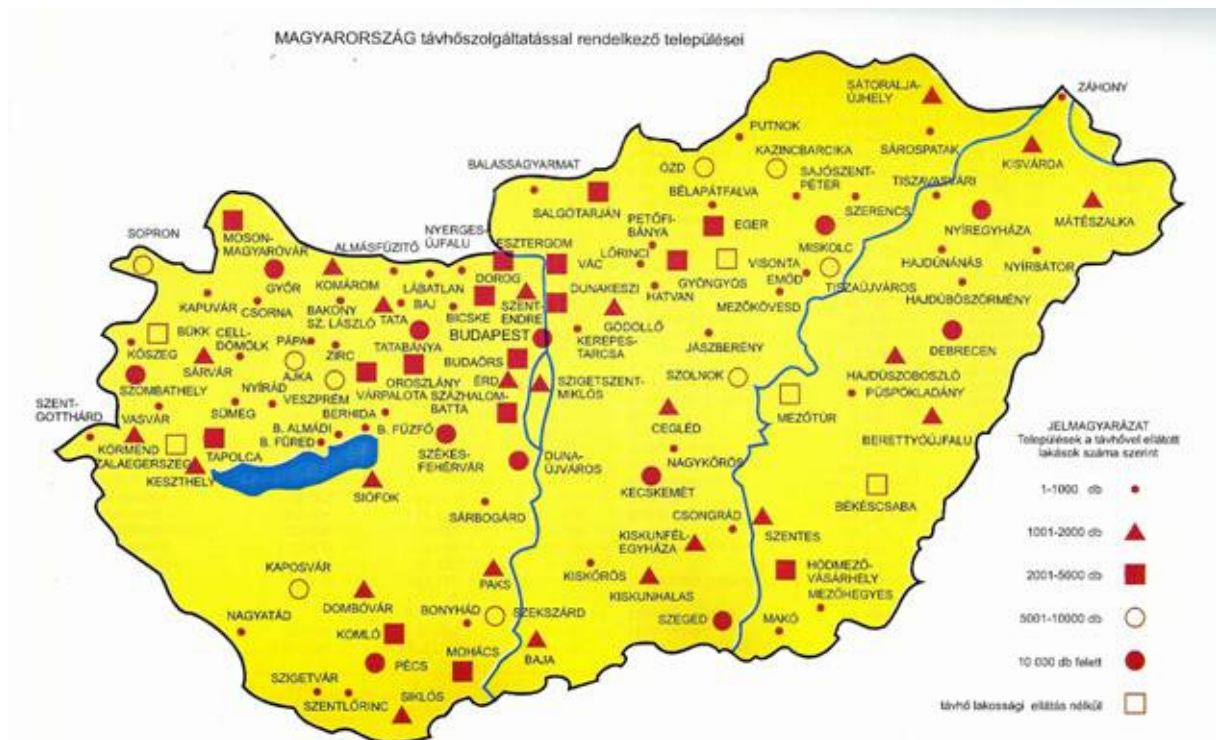 MAGYARORSZÁG távhőszolgáltatással rendelkező települései
SÁTORALJA-
ÚJHELY
ZÁHONY
PUTNOK
KAZINCBARCIKA
SÁROSPATAK
KISVÁRDA
BALASSAGYARMAT
ÓZD
BÉLAPÁTFALVA
SAJÓSZENT-
PÉTER
TISZAVASVÁRI
SZERENCS
MÁTÉSZALKA
SALGÓTARJÁN
PETŐFI-
BÁNYA
EGER
MISKOLC
NYÍREGYHÁZA
SOPRON
MOSON-
MAGYARÓVÁR
ALMÁSFÜZITŐ
NYERGES-
ÚJFALU
ESZTERGOM
VÁC
LŐRINCI
GYÖNGYÖS
VISONTA
EMŐD
TISZAÚJVÁROS
HAJDÚNÁNÁS
NYÍRBÁTOR
GYŐR
KOMÁROM
LÁBATLAN
DOROG
DUNAKESZI
HATVAN
MEZŐKÖVESD
HAJDÚBÖSZÖRMÉNY
KAPUVÁR
CSORNA
BAKONY
SZ. LÁSZLÓ
TATA
BAJ
BICSKE
SZENT-
ENDRE
GÖDÖLLŐ
BÜKK
CELL-
DÖMÖLK
PÁPA
TATABÁNYA
BUDAPEST
KEREPES-
TARCSA
JÁSZBERÉNY
DEBRECEN
KŐSZEG
SÁRVÁR
ZIRC
BUDAÖRS
SZOLNOK
HAJDÚSZOBOSZLÓ
SZOMBATHELY
AJKA
OROSZLÁNY
ÉRD
SZIGETSZENT-
MIKLÓS
PÜSPÖKLADÁNY
NYÍRÁD
VESZPRÉM
VÁRPALOTA
SZÁZHALOM-
BATTA
MEZŐTÚR
SZENT-
GOTTHÁRD
VASVÁR
SÜMEG
BERHIDA
CEGLÉD
BERETTYÓÚJFALU
B. ALMÁDI
B. FŰZFŐ
B. FÜRED
KÖRMEND
ZALAEGERSZEG
TAPOLCA
SZÉKES-
FEHÉRVÁR
DUNA-
ÚJVÁROS
NAGYKŐRÖS
KESZTHELY
SIÓFOK
KECSKEMÉT
BÉKÉSCSABA
SÁRBOGÁRD
CSONGRÁD
SZENTES
KISKUNFÉL-
EGYHÁZA
KAPOSVÁR
PAKS
KISKŐRÖS
KISKUNHALAS
HÓDMEZŐ-
VÁSÁRHELY
MEZŐHEGYES
NAGYATÁD
DOMBÓVÁR
BONYHÁD
SZEKSZÁRD
SZEGED
MAKÓ
KOMLÓ
PÉCS
MOHÁCS
BAJA
SZIGETVÁR
SZENTLŐRINC
SIKLÓS
JELMAGYARÁZAT
Települések a távhővel ellátott
lakások száma szerint
1-1000 db
1001-2000 db
2001-5000 db
5001-10000 db
10 000 db felett
távhő lakossági ellátás nélkül